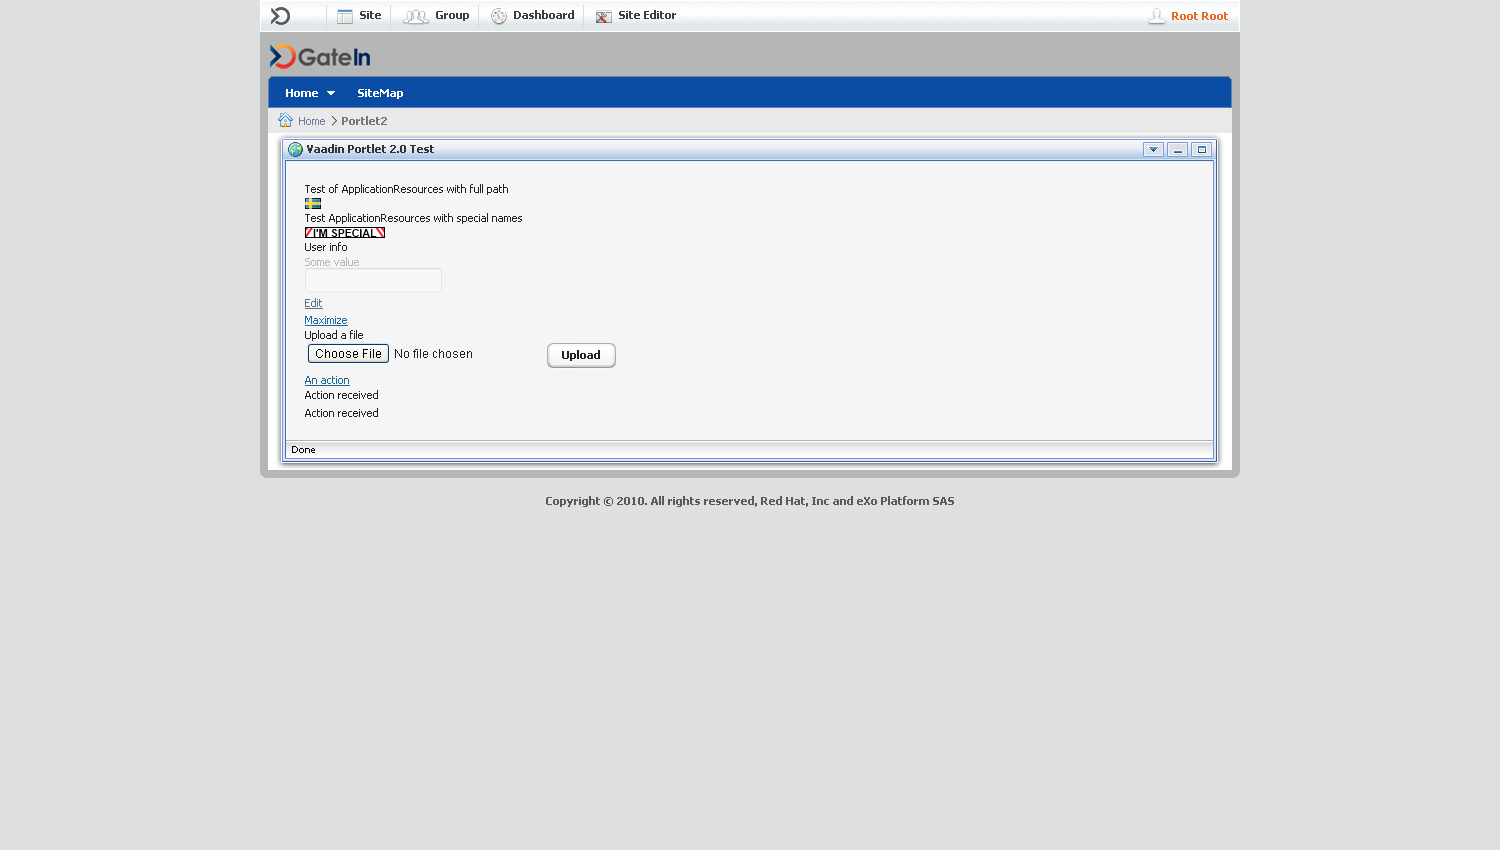 Site Group Dashboard Site Editor Root Root
GateIn
Home SiteMap
Home Portlet2
Vaadin Portlet 2.0 Test
Test of ApplicationResources with full path
Test ApplicationResources with special names
I'M SPECIAL
User info
Some value
Edit
Maximize
Upload a file
Choose File No file chosen Upload
An action
Action received
Action received
Done
Copyright © 2010. All rights reserved, Red Hat, Inc and eXo Platform SAS